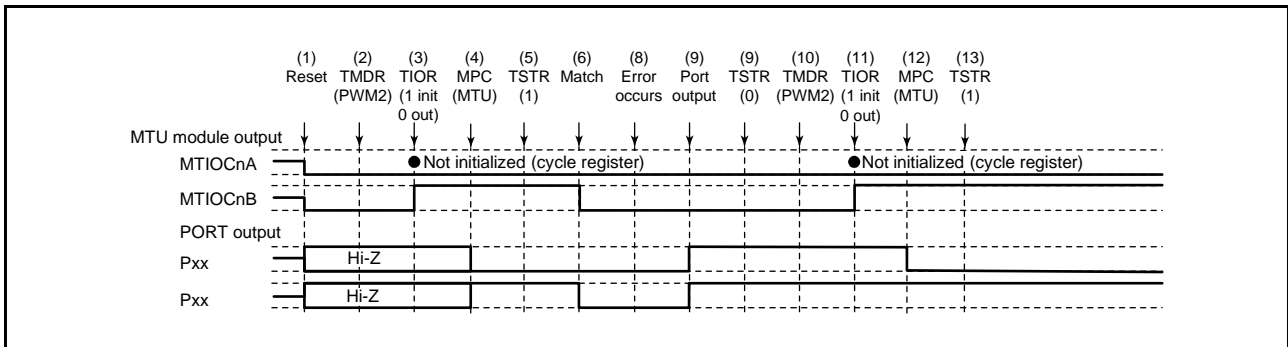 (1) (2) (3) (4) (5) (6) (8) (9) (9) (10) (11) (12) (13)
Reset TMDR TIOR MPC TSTR Match Error Port TSTR TMDR TIOR MPC TSTR
(PWM2) (1 init (MTU) (1) occurs output (0) (PWM2) (1 init (MTU) (1)
0 out) 0 out)
MTU module output
MTIOCnA ●Not initialized (cycle register) ●Not initialized (cycle register)
MTIOCnB
PORT output
Pxx Hi-Z
Pxx Hi-Z